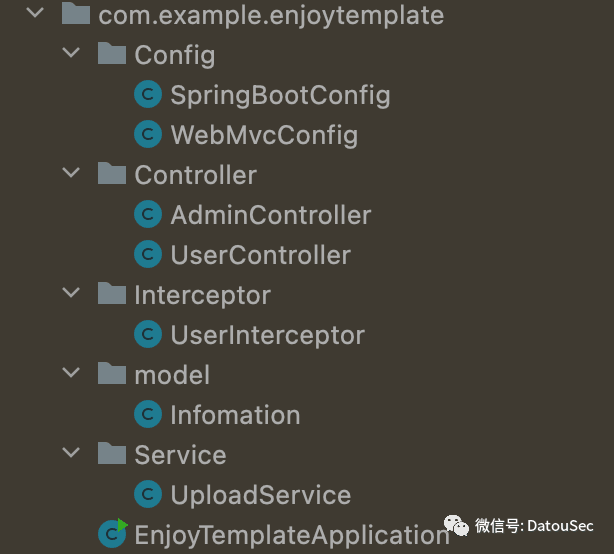 com.example.enjoytemplate
Config
C SpringBootConfig
C WebMvcConfig
Controller
C AdminController
C UserController
Interceptor
C UserInterceptor
model
C Infomation
Service
C UploadService
C EnjoyTemplateApplication
微信号: DatouSec